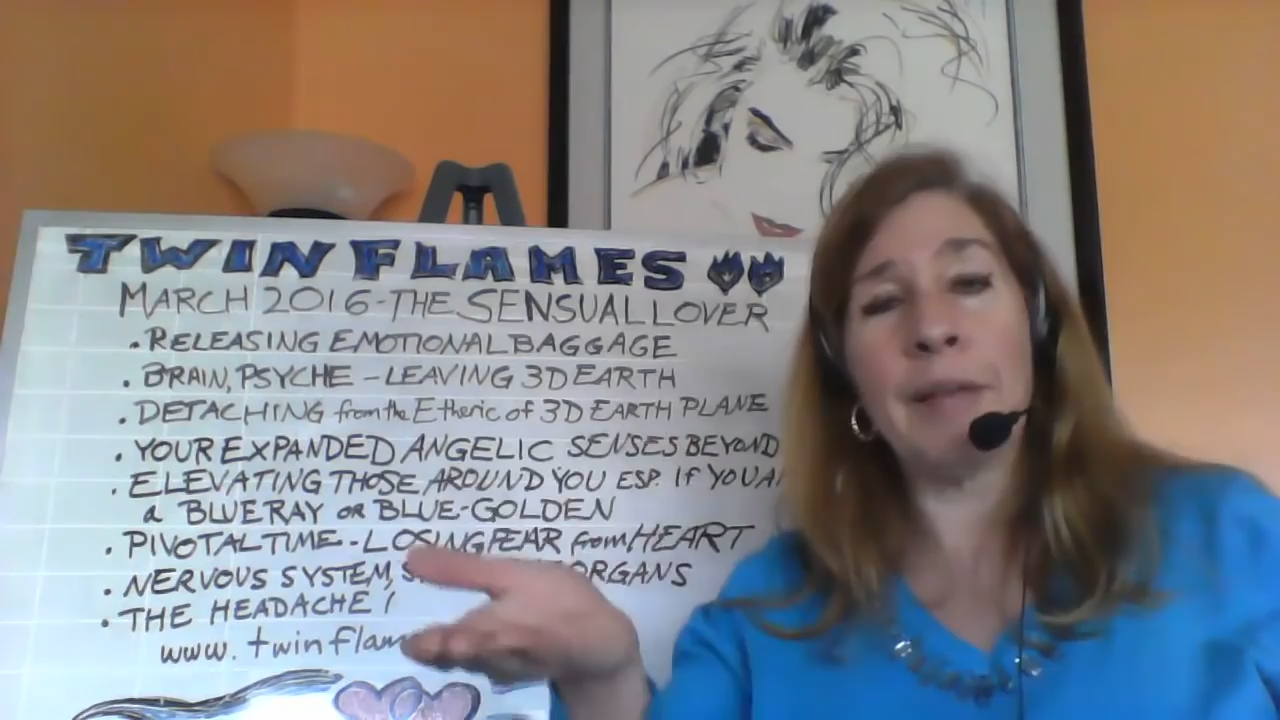 TWIN FLAMES
MARCH 2016-THE SENSUAL LOVER
• RELEASING EMOTIONAL BAGGAGE
• BRAIN, PSYCHE - LEAVING 3D EARTH
• DETACHING from the Etheric of 3D EARTH PLANE
• YOUR EXPANDED ANGELIC SENSES BEYOND
• ELEVATING THOSE AROUND YOU ESP. IF YOU
a BLUERAY OR BLUE-GOLDEN
• PIVOTAL TIME - LOSING FEAR from HEART
• NERVOUS SYSTEM, ORGANS
• THE HEADACHE
www.twinflam